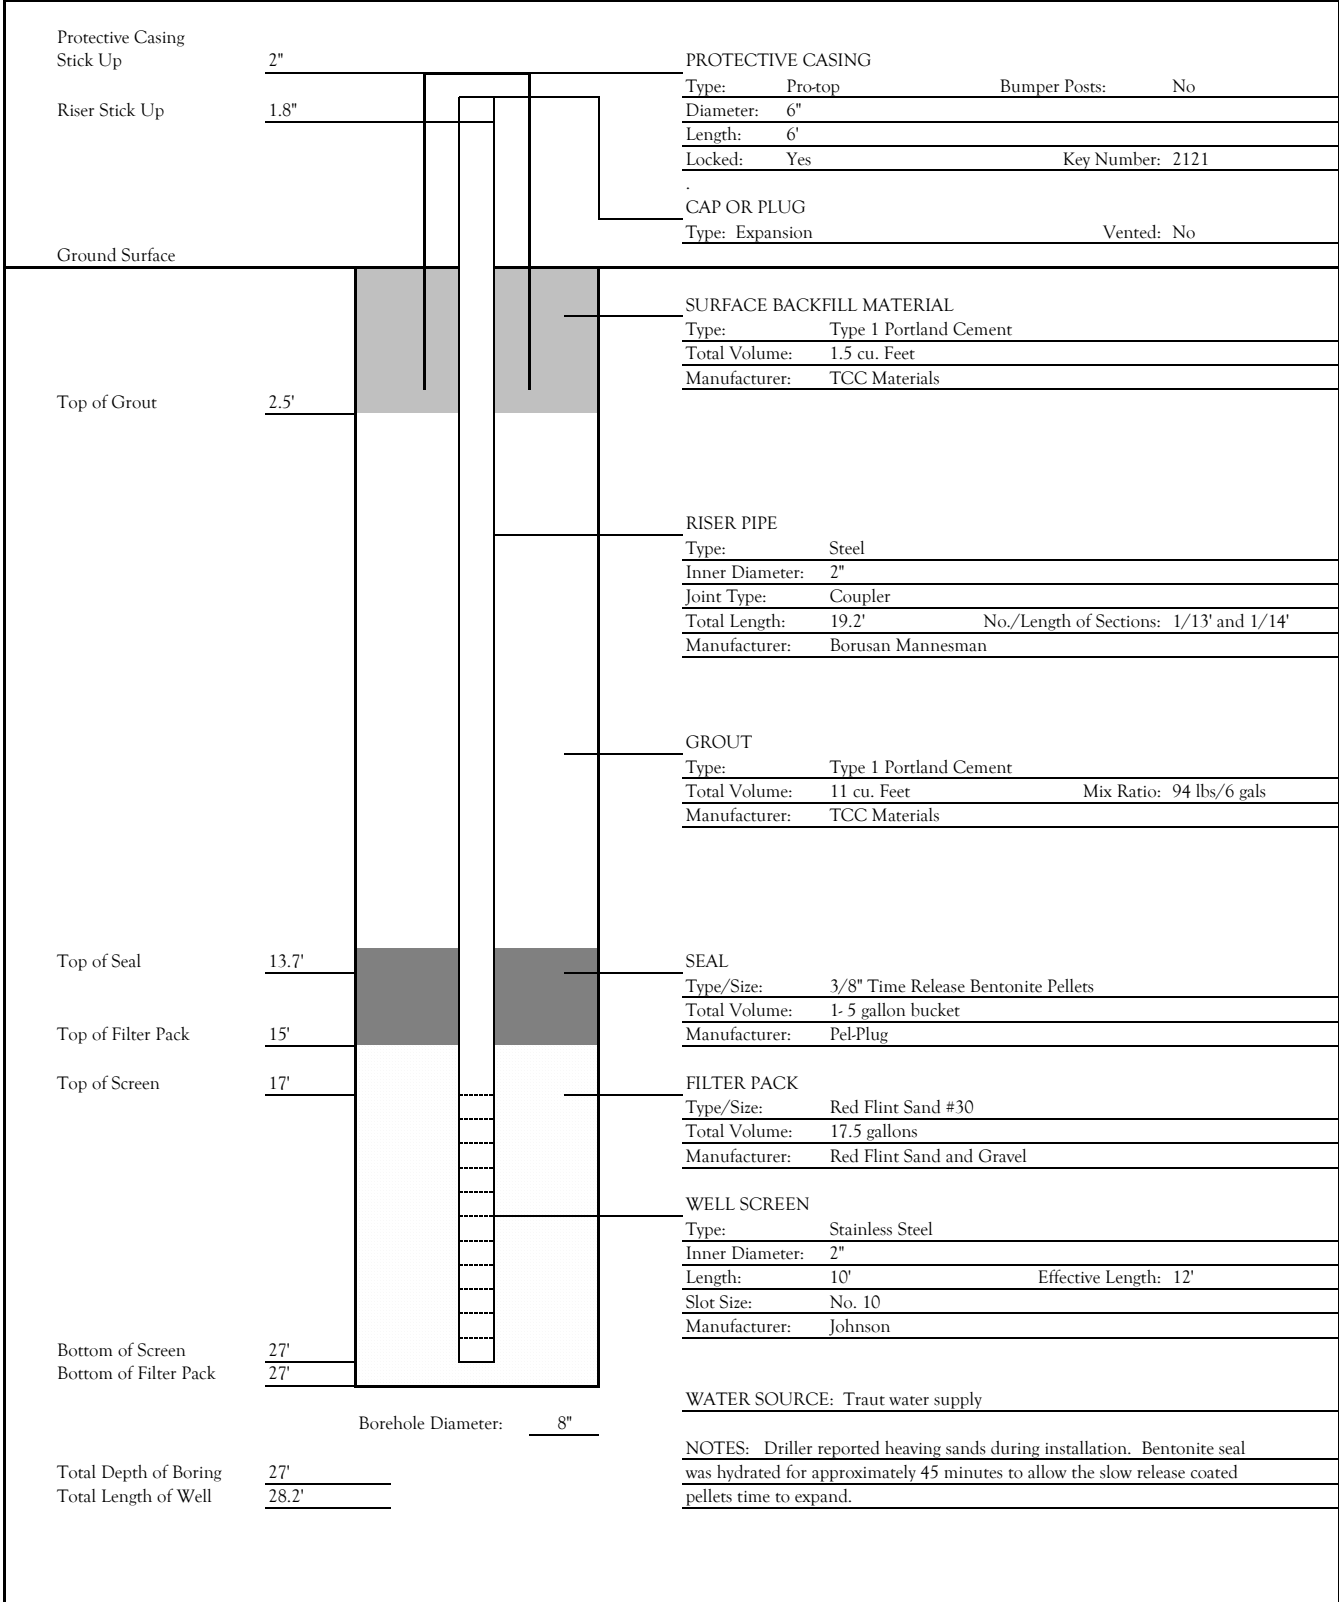 Protective Casing
Stick Up 2"
PROTECTIVE CASING
Type: Pro-top Bumper Posts: No
Riser Stick Up 1.8"
Diameter: 6"
Length: 6'
Locked: Yes Key Number: 2121
.
CAP OR PLUG
Type: Expansion Vented: No
Ground Surface
SURFACE BACKFILL MATERIAL
Type: Type 1 Portland Cement
Total Volume: 1.5 cu. Feet
Manufacturer: TCC Materials
Top of Grout 2.5'
RISER PIPE
Type: Steel
Inner Diameter: 2"
Joint Type: Coupler
Total Length: 19.2' No./Length of Sections: 1/13' and 1/14'
Manufacturer: Borusan Mannesman
GROUT
Type: Type 1 Portland Cement
Total Volume: 11 cu. Feet Mix Ratio: 94 lbs/6 gals
Manufacturer: TCC Materials
Top of Seal 13.7'
SEAL
Type/Size: 3/8" Time Release Bentonite Pellets
Total Volume: 1- 5 gallon bucket
Top of Filter Pack 15'
Manufacturer: Pel-Plug
Top of Screen 17'
FILTER PACK
Type/Size: Red Flint Sand #30
Total Volume: 17.5 gallons
Manufacturer: Red Flint Sand and Gravel
WELL SCREEN
Type: Stainless Steel
Inner Diameter: 2"
Length: 10' Effective Length: 12'
Slot Size: No. 10
Manufacturer: Johnson
Bottom of Screen 27'
Bottom of Filter Pack 27'
WATER SOURCE: Traut water supply
Borehole Diameter: 8"
NOTES: Driller reported heaving sands during installation. Bentonite seal
Total Depth of Boring 27'
was hydrated for approximately 45 minutes to allow the slow release coated
Total Length of Well 28.2'
pellets time to expand.